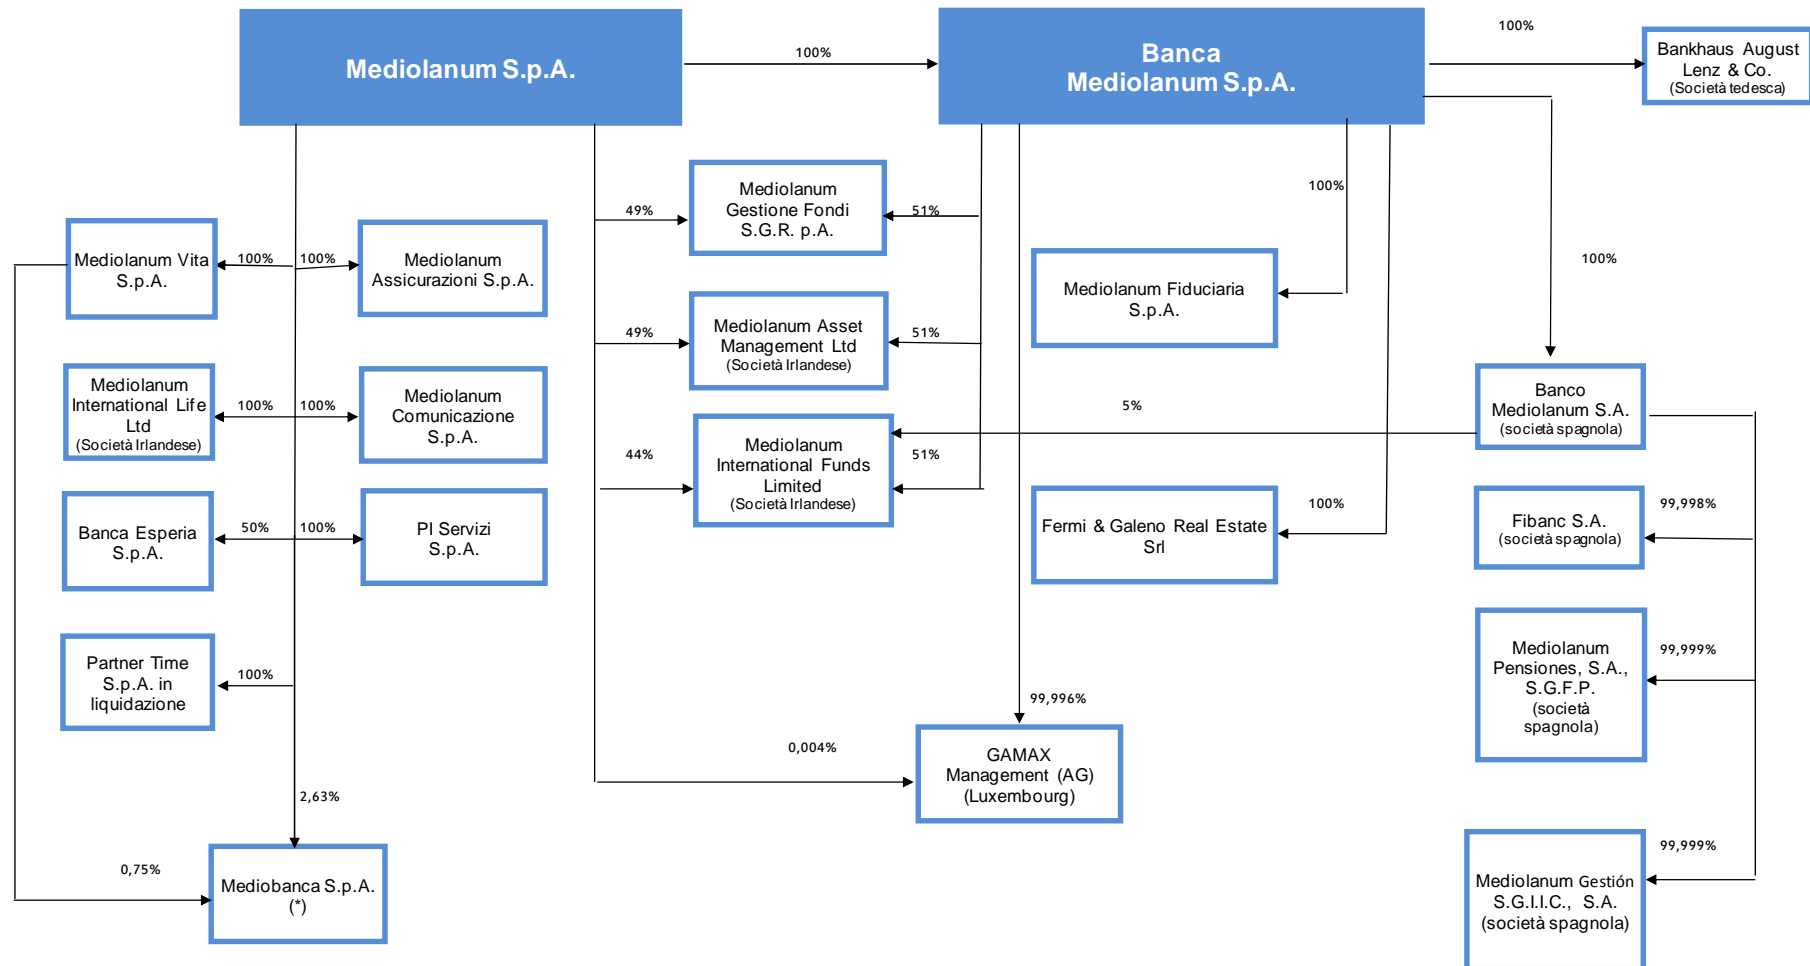 Mediolanum S.p.A.
100%
Banca
Mediolanum S.p.A.
100%
Bankhaus August
Lenz & Co.
(Società tedesca)
Mediolanum Vita
S.p.A.
100%
100%
Mediolanum
Assicurazioni S.p.A.
49%
Mediolanum
Gestione Fondi
S.G.R. p.A.
51%
100%
Mediolanum Fiduciaria
S.p.A.
100%
49%
Mediolanum Asset
Management Ltd
(Società Irlandese)
51%
Mediolanum
International Life
Ltd
(Società Irlandese)
100%
100%
Mediolanum
Comunicazione
S.p.A.
44%
Mediolanum
International Funds
Limited
(Società Irlandese)
51%
5%
Banco
Mediolanum S.A.
(società spagnola)
Banca Esperia
S.p.A.
50%
100%
PI Servizi
S.p.A.
Fermi & Galeno Real Estate
Srl
100%
Fibanc S.A.
(società spagnola)
99,998%
Partner Time
S.p.A. in
liquidazione
100%
Mediolanum
Pensiones, S.A.,
S.G.F.P.
(società
spagnola)
99,999%
99,996%
0,004%
GAMAX
Management (AG)
(Luxembourg)
2,63%
0,75%
Mediobanca S.p.A.
(*)
99,999%
Mediolanum Gestión
S.G.I.I.C., S.A.
(società spagnola)